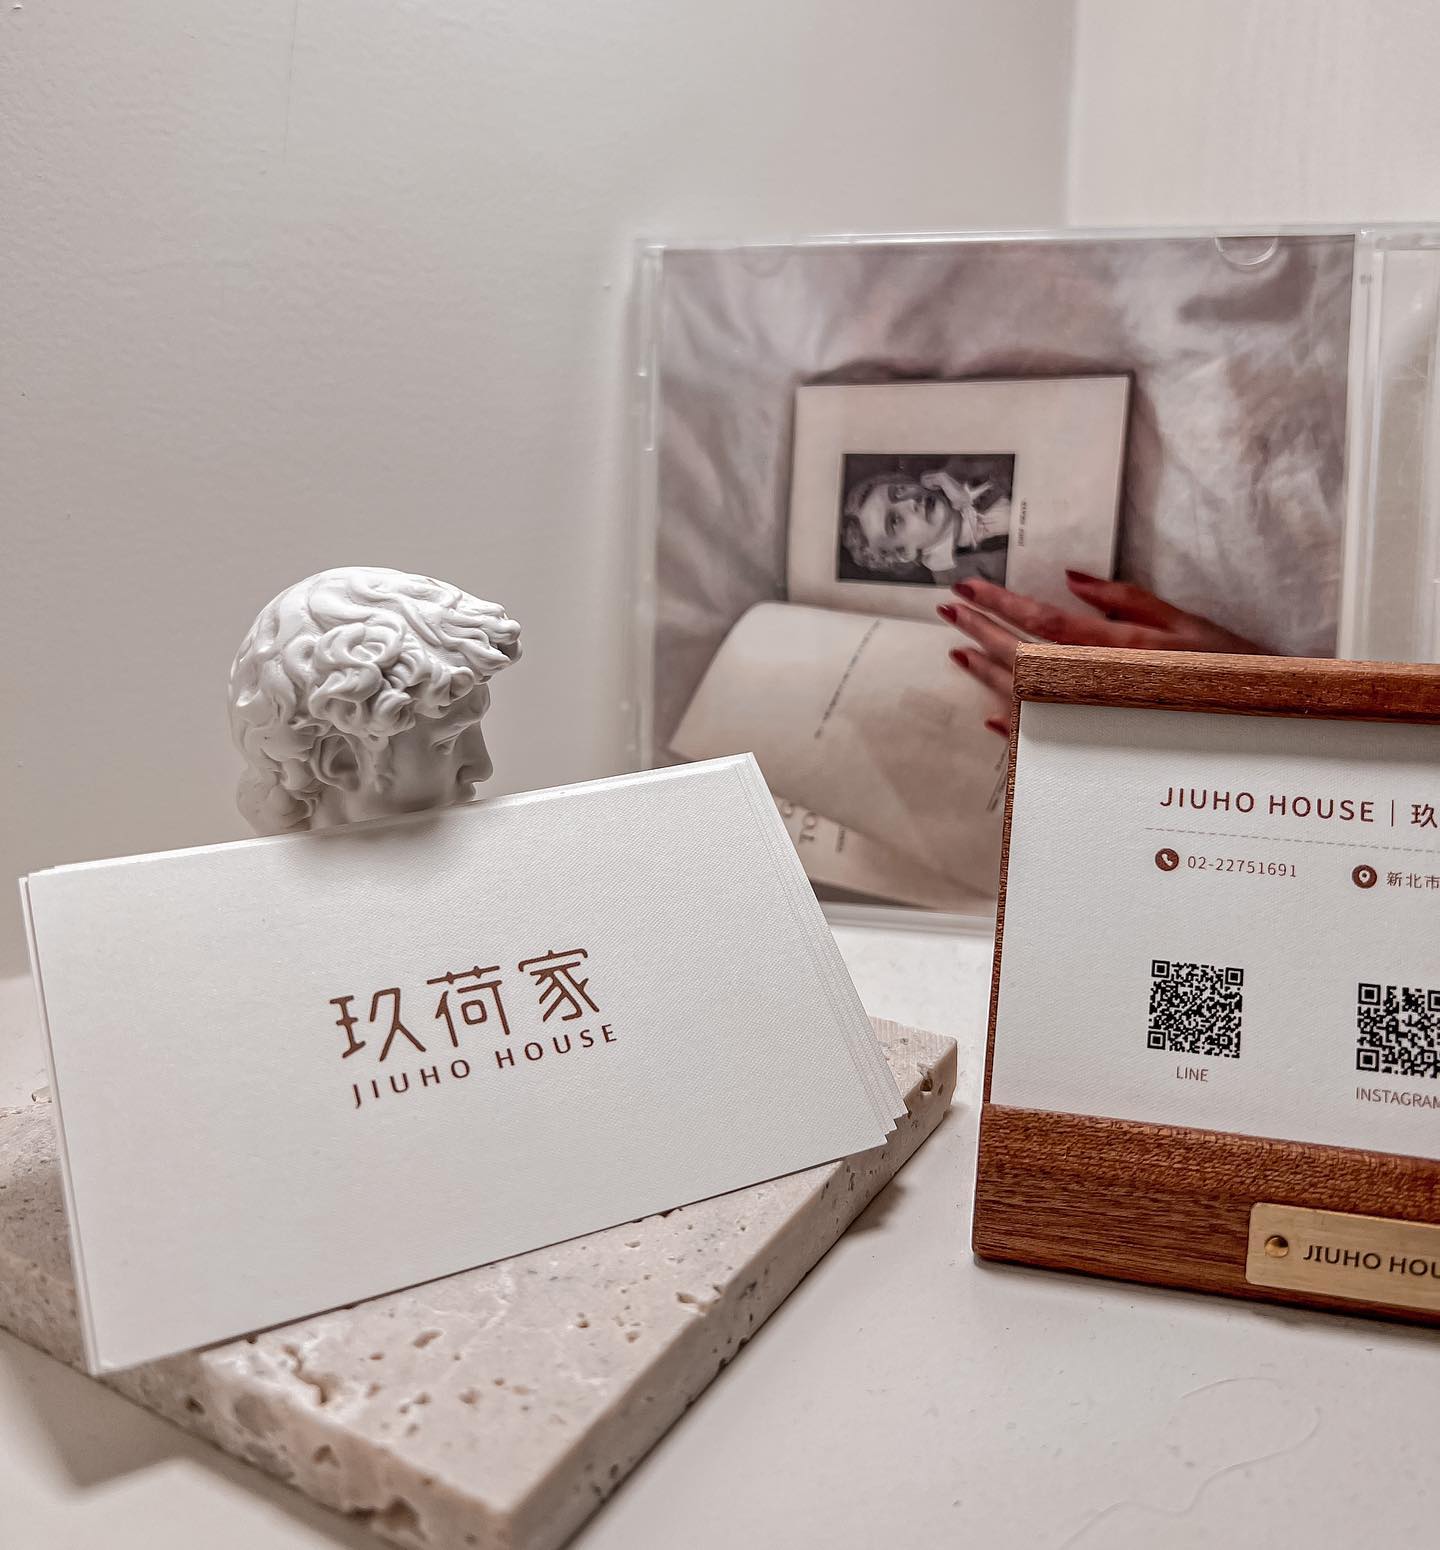 玖荷家
JIUHO HOUSE
JIUHO HOUSE｜玖
02-22751691
新北市
LINE
INSTAGRAM
JIUHO HOU